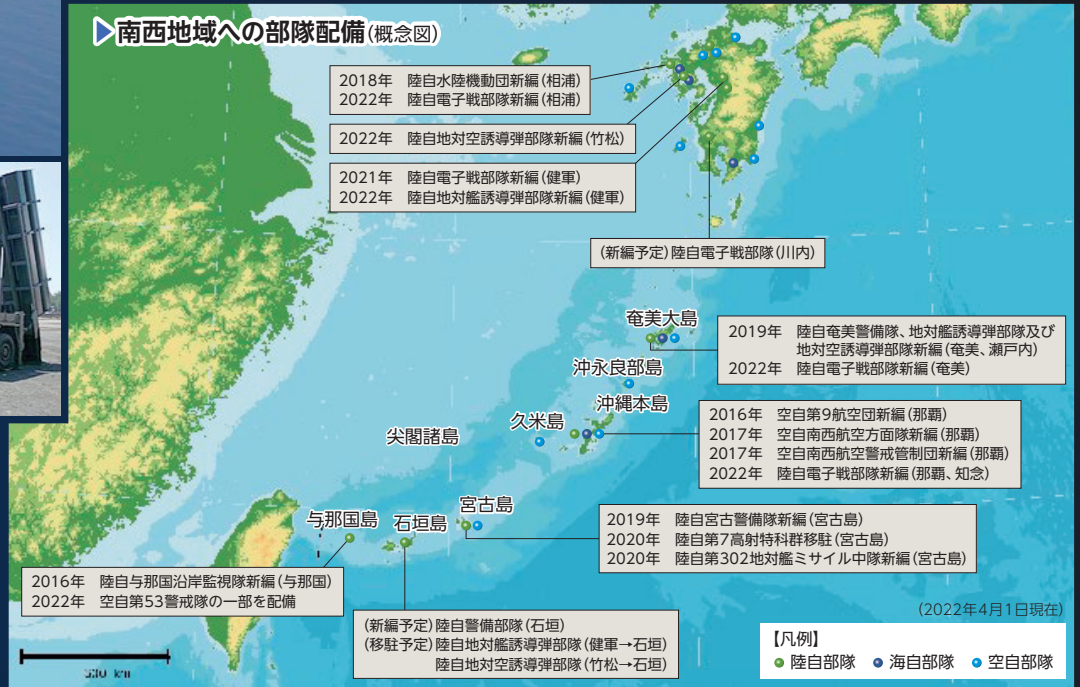 ▶南西地域への部隊配備(概念図)
2018年 陸自水陸機動団新編(相浦)
2022年 陸自電子戦部隊新編(相浦)
2022年 陸自地対空誘導弾部隊新編(竹松)
2021年 陸自電子戦部隊新編(健軍)
2022年 陸自地対艦誘導弾部隊新編(健軍)
(新編予定)陸自電子戦部隊(川内)
奄美大島
2019年 陸自奄美警備隊、地対艦誘導弾部隊及び
地対空誘導弾部隊新編(奄美、瀬戸内)
2022年 陸自電子戦部隊新編(奄美)
沖永良部島
沖縄本島
久米島
尖閣諸島
2016年 空自第9航空団新編(那覇)
2017年 空自南西航空方面隊新編(那覇)
2017年 空自南西航空警戒管制団新編(那覇)
2022年 陸自電子戦部隊新編(那覇、知念)
宮古島
石垣島
与那国島
2019年 陸自宮古警備隊新編(宮古島)
2020年 陸自第7高射特科群移駐(宮古島)
2020年 陸自第302地対艦ミサイル中隊新編(宮古島)
2016年 陸自与那国沿岸監視隊新編(与那国)
2022年 空自第53警戒隊の一部を配備
(新編予定)陸自警備部隊(石垣)
(移駐予定)陸自地対艦誘導弾部隊(健軍→石垣)
陸自地対空誘導弾部隊(竹松→石垣)
(2022年4月1日現在)
【凡例】
陸自部隊 海自部隊 空自部隊
km